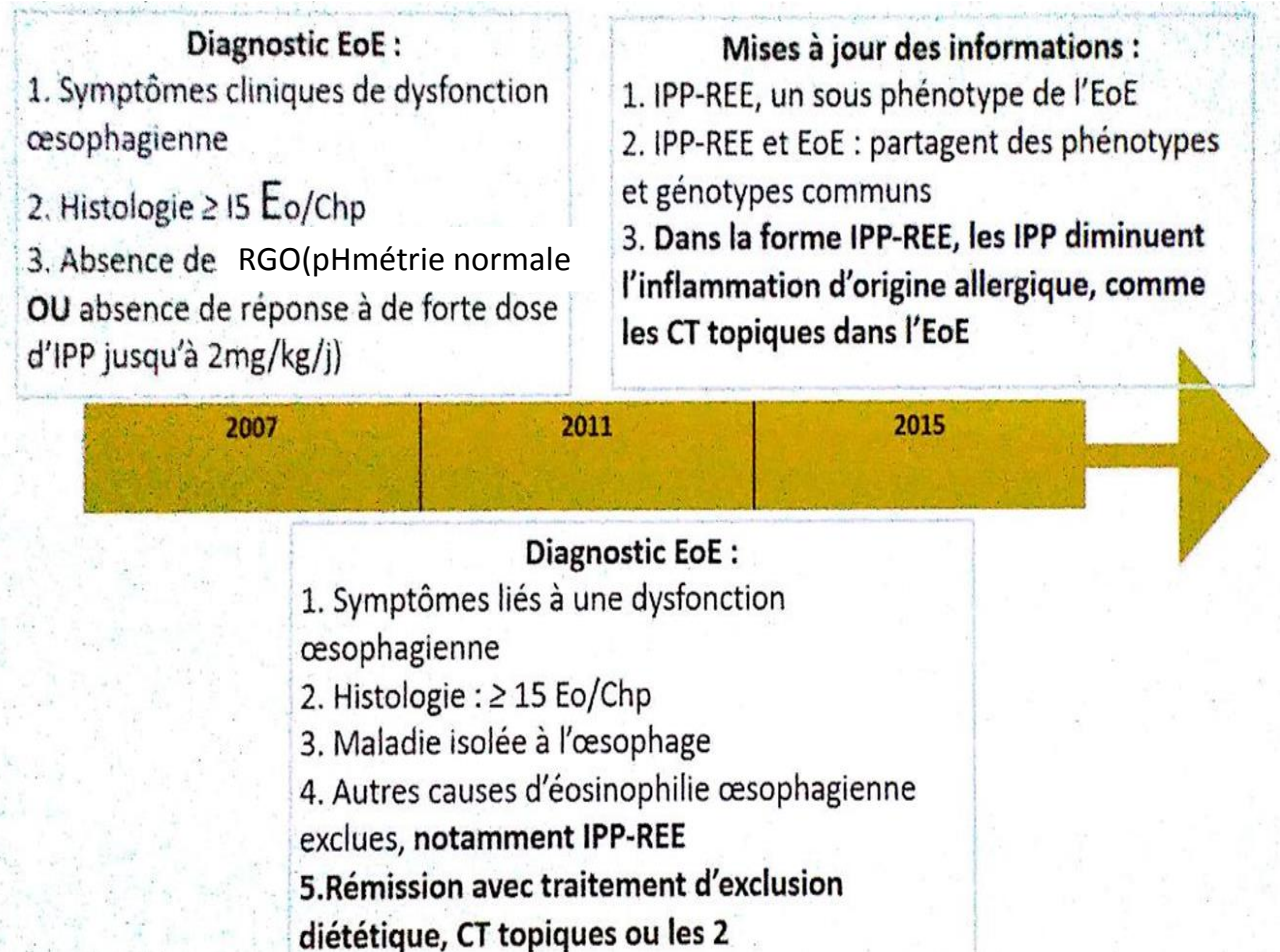 Diagnostic EoE :
1. Symptômes cliniques de dysfonction
œsophagienne
2. Histologie ≥ I5 Eo/Chp
3. Absence de RGO(pHmétrie normale
OU absence de réponse à de forte dose
d'IPP jusqu'à 2mg/kg/j)
Mises à jour des informations :
1. IPP-REE, un sous phénotype de l'EoE
2. IPP-REE et EoE : partagent des phénotypes
et génotypes communs
3. Dans la forme IPP-REE, les IPP diminuent
l'inflammation d'origine allergique, comme
les CT topiques dans l'EoE
2007
2011
2015
Diagnostic EoE :
1. Symptômes liés à une dysfonction
œsophagienne
2. Histologie : ≥ 15 Eo/Chp
3. Maladie isolée à l'œsophage
4. Autres causes d'éosinophilie œsophagienne
exclues, notamment IPP-REE
5.Rémission avec traitement d'exclusion
diététique, CT topiques ou les 2